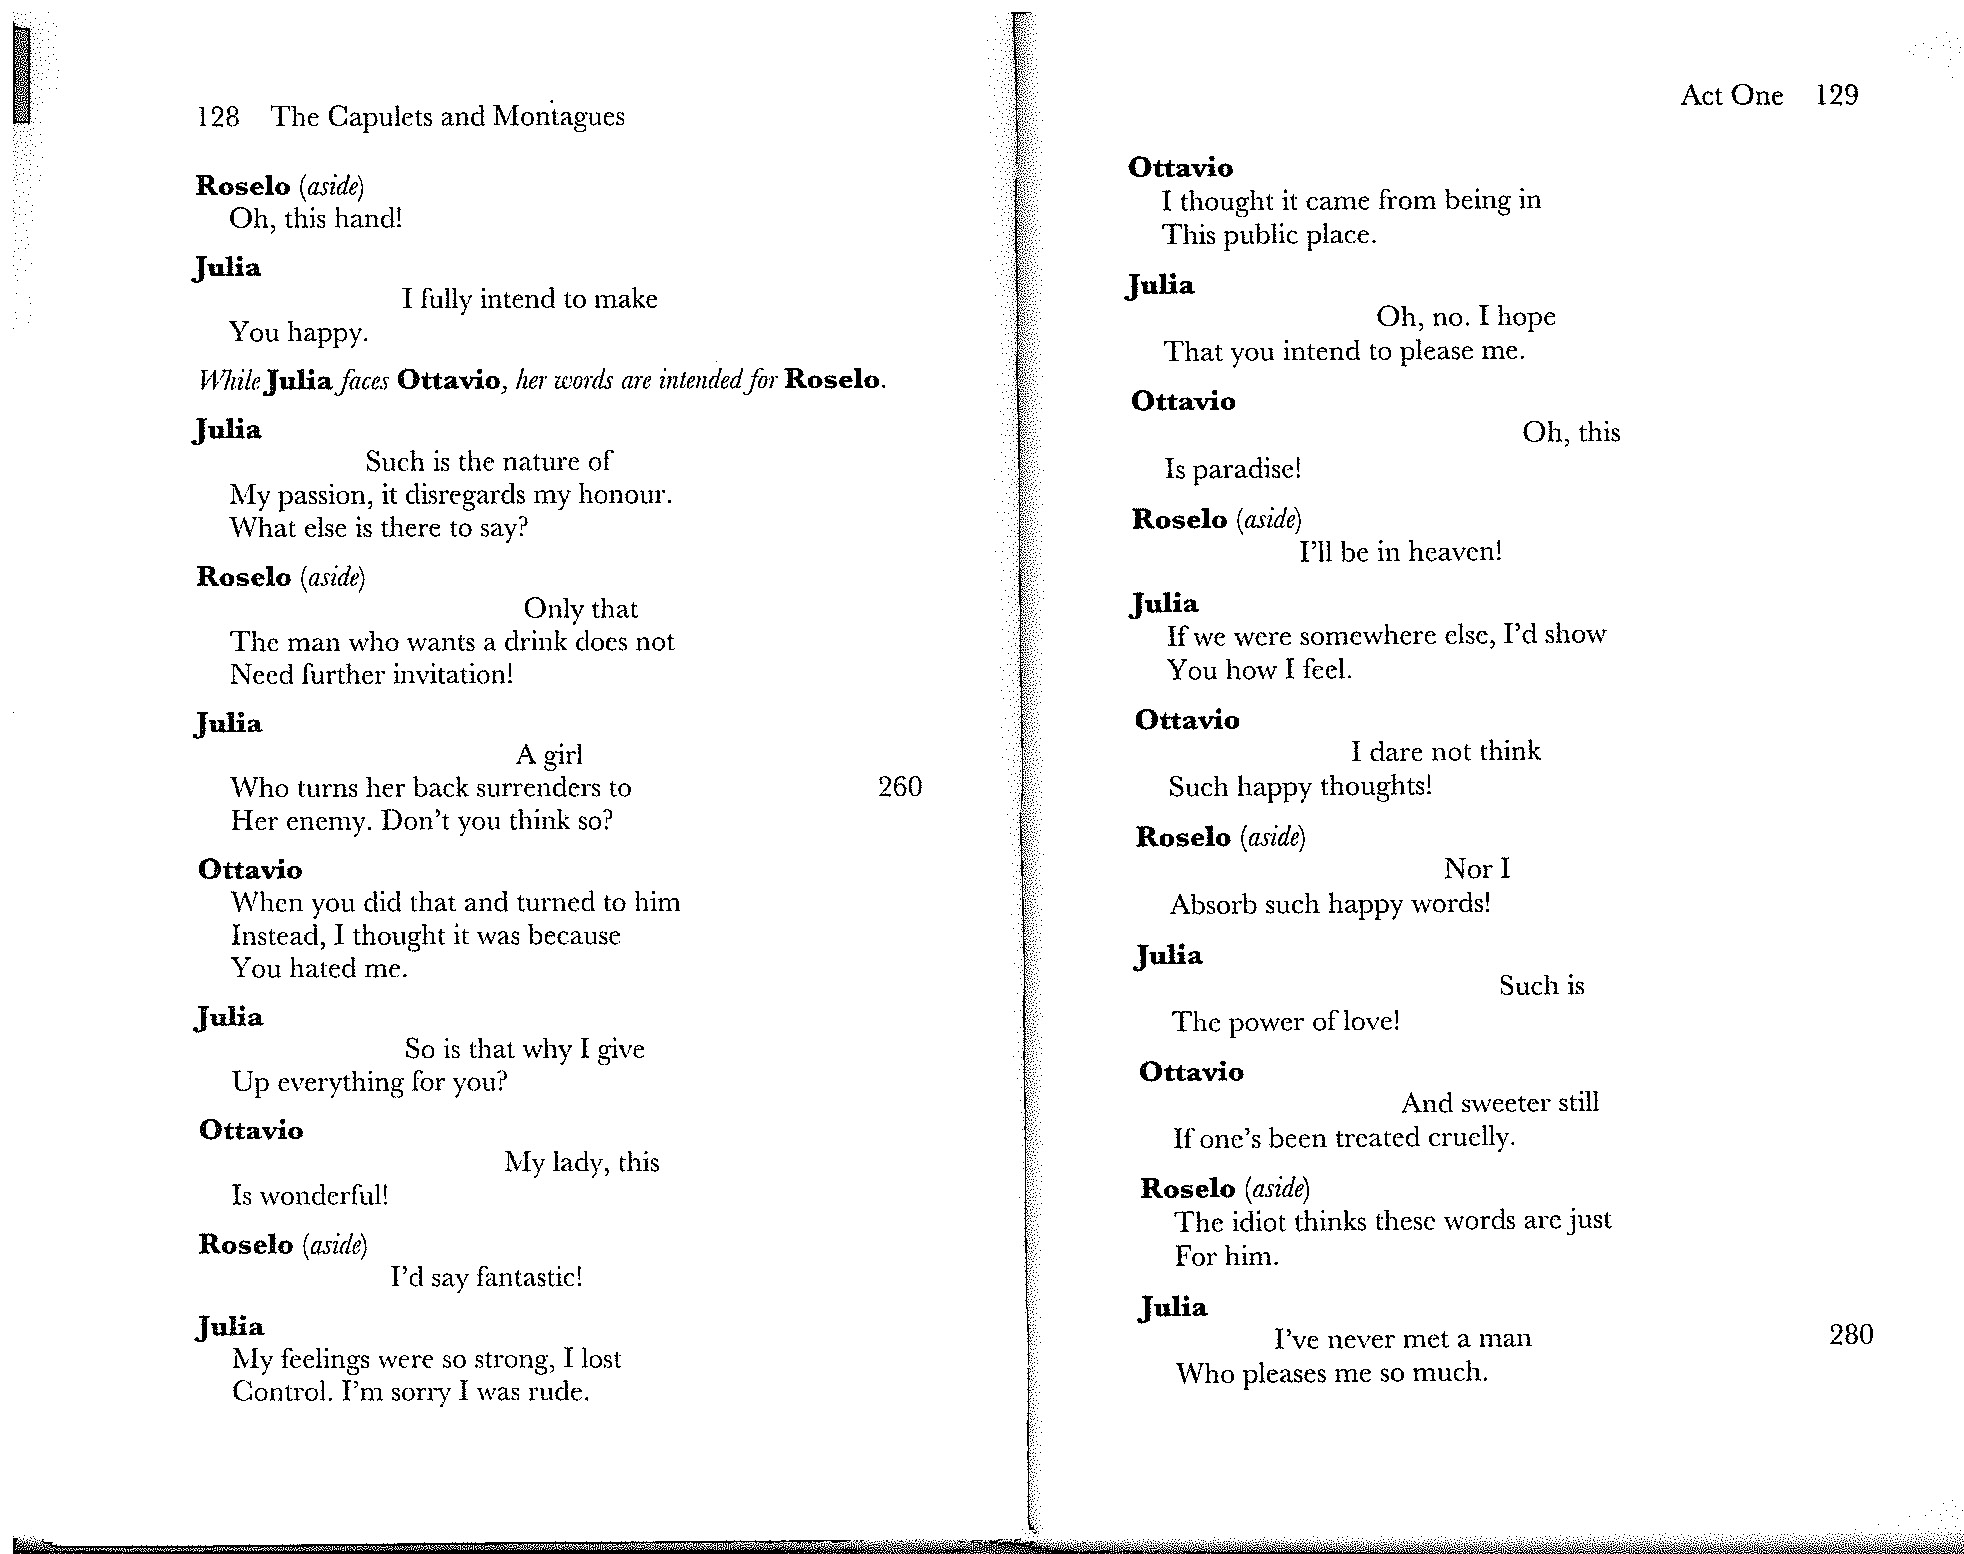 128 The Capulets and Montagues
Roselo (aside)
Oh, this hand!
Julia
I fully intend to make
You happy.
While Julia faces Ottavio, her words are intended for Roselo.
Julia
Such is the nature of
My passion, it disregards my honour.
What else is there to say?
Roselo (aside)
Only that
The man who wants a drink does not
Need further invitation!
Julia
A girl
Who turns her back surrenders to 260
Her enemy. Don't you think so?
Ottavio
When you did that and turned to him
Instead, I thought it was because
You hated me.
Julia
So is that why I give
Up everything for you?
Ottavio
My lady, this
Is wonderful!
Roselo (aside)
I'd say fantastic!
Julia
My feelings were so strong, I lost
Control. I'm sorry I was rude.
Act One 129
Ottavio
I thought it came from being in
This public place.
Julia
Oh, no. I hope
That you intend to please me.
Ottavio
Oh, this
Is paradise!
Roselo (aside)
I'll be in heaven!
Julia
If we were somewhere else, I'd show
You how I feel.
Ottavio
I dare not think
Such happy thoughts!
Roselo (aside)
Nor I
Absorb such happy words!
Julia
Such is
The power of love!
Ottavio
And sweeter still
If one's been treated cruelly.
Roselo (aside)
The idiot thinks these words are just
For him.
Julia
I've never met a man 280
Who pleases me so much.